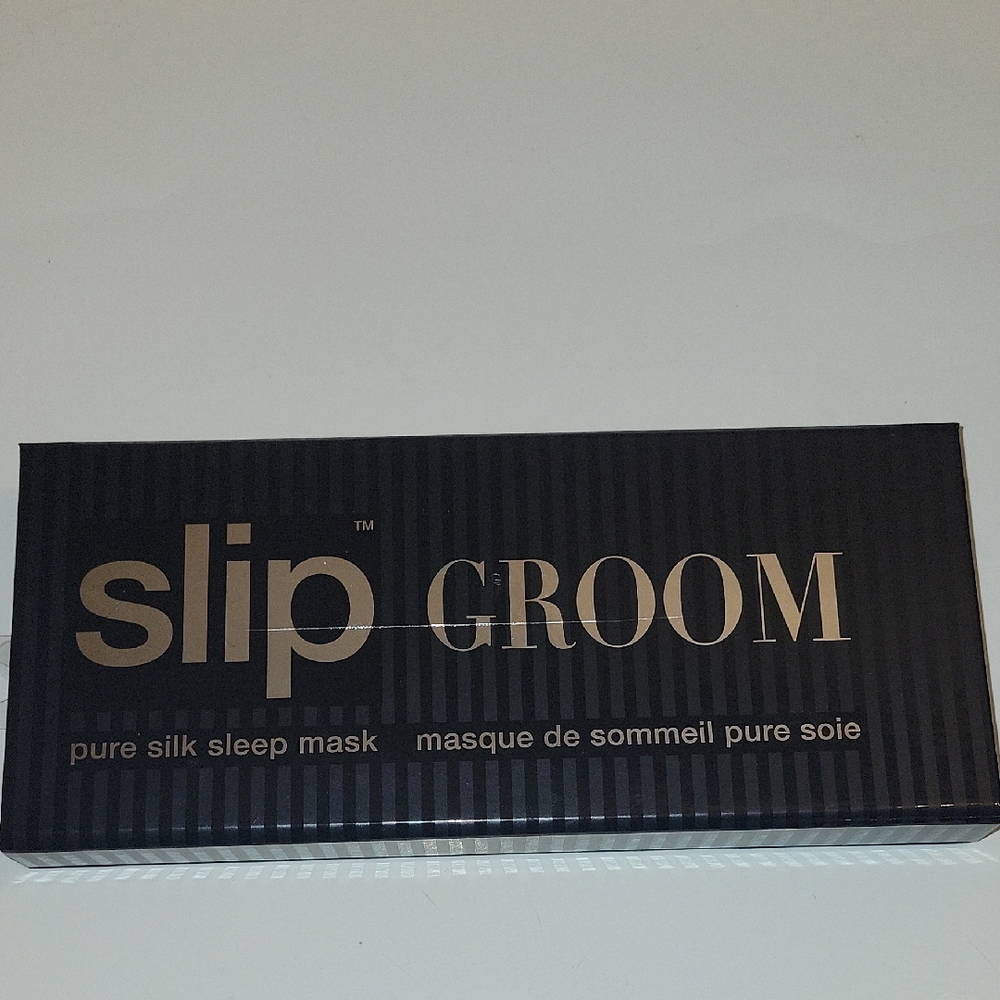 slip™ GROOM
pure silk sleep mask masque de sommeil pure soie